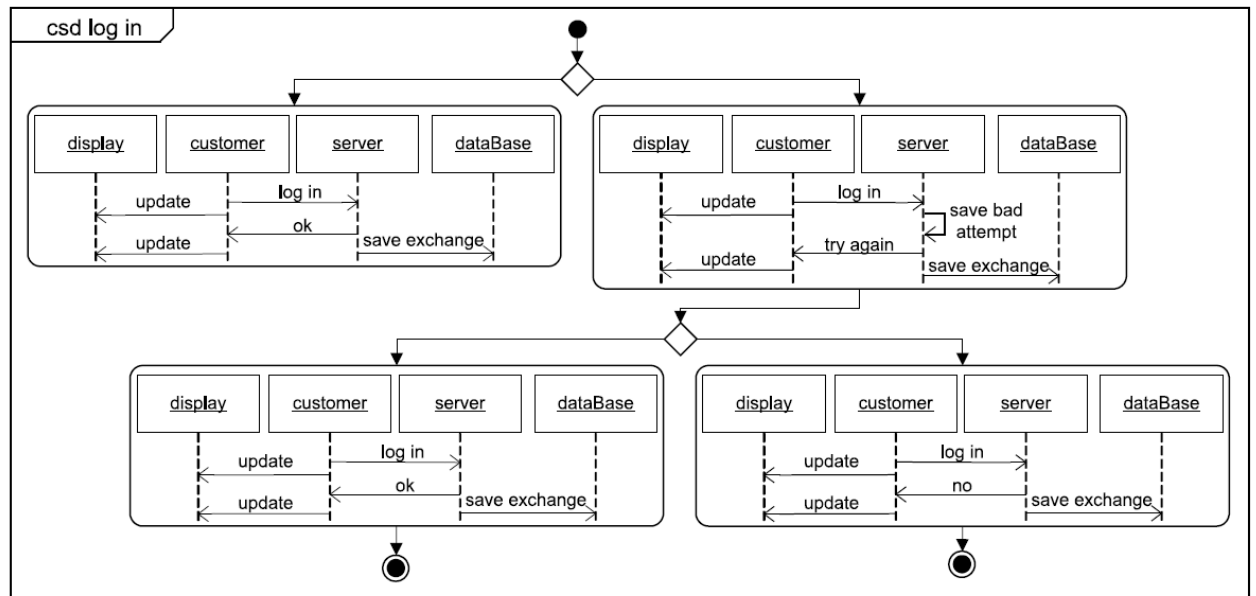 csd log in
display customer server dataBase
log in
update
ok
update
save exchange
display customer server dataBase
log in
update
save bad
attempt
try again
update
save exchange
display customer server dataBase
log in
update
ok
update
save exchange
display customer server dataBase
log in
update
no
update
save exchange